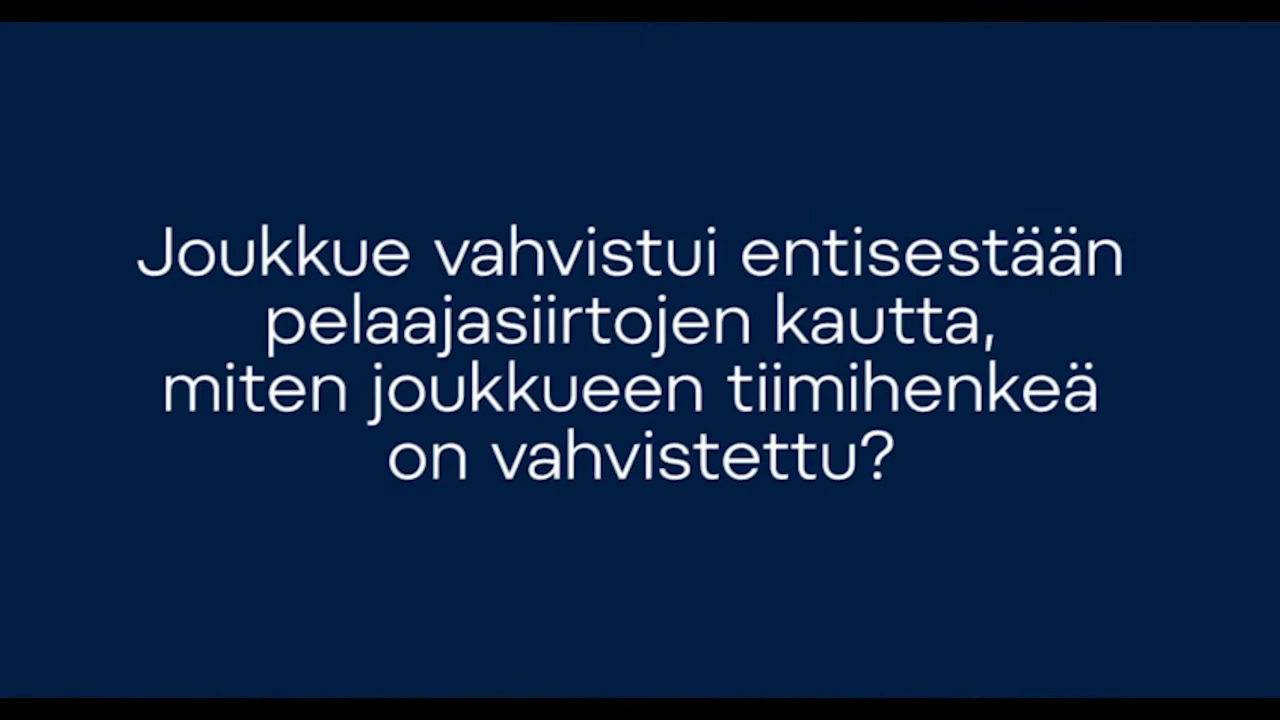 Joukkue vahvistui entisestään
pelaajasiirtojen kautta,
miten joukkueen tiimihenkeä
on vahvistettu?